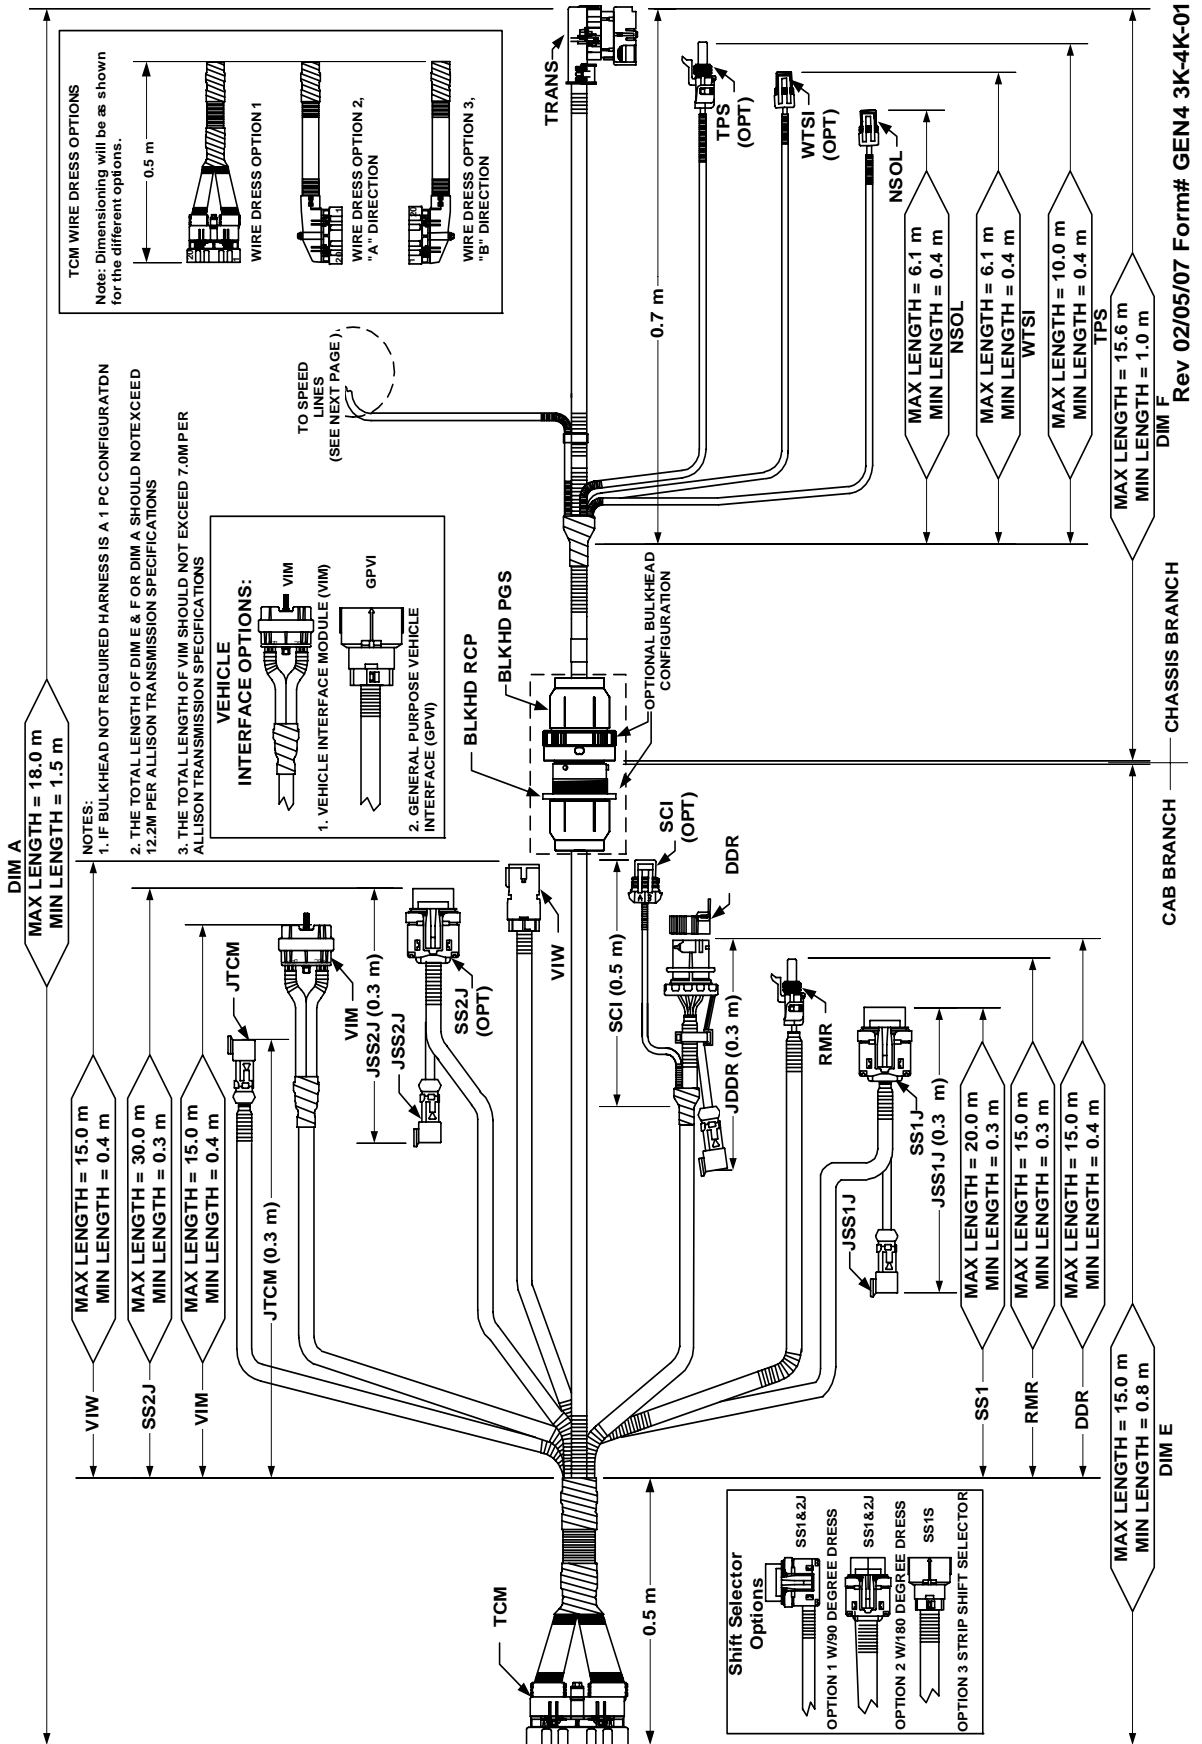 DIM A
MAX LENGTH = 18.0 m
MIN LENGTH = 1.5 m
TCM WIRE DRESS OPTIONS
Note: Dimensioning will be as shown
for the different options.
0.5 m
20
1
WIRE DRESS OPTION 1
20
1
WIRE DRESS OPTION 2,
"A" DIRECTION
1
20
WIRE DRESS OPTION 3,
"B" DIRECTION
NOTES:
1. IF BULKHEAD NOT REQUIRED HARNESS IS A 1 PC CONFIGURATDN
2. THE TOTAL LENGTH OF DIM E & F OR DIM A SHOULD NOTEXCEED
12.2M PER ALLISON TRANSMISSION SPECIFICATIONS
3. THE TOTAL LENGTH OF VIM SHOULD NOT EXCEED 7.0MPER
ALLISON TRANSMISSION SPECIFICATIONS
VEHICLE
INTERFACE OPTIONS:
VIM
1. VEHICLE INTERFACE MODULE (VIM)
GPVI
2. GENERAL PURPOSE VEHICLE
INTERFACE (GPVI)
TO SPEED
LINES
(SEE NEXT PAGE )
VIW
MAX LENGTH = 15.0 m
MIN LENGTH = 0.4 m
SS2J
MAX LENGTH = 30.0 m
MIN LENGTH = 0.3 m
VIM
MAX LENGTH = 15.0 m
MIN LENGTH = 0.4 m
JTCM
JTCM (0.3 m)
VIM
JSS2J (0.3 m)
JSS2J
SS2J
(OPT)
VIW
BLKHD RCP
BLKHD PGS
OPTIONAL BULKHEAD
CONFIGURATION
TRANS
TPS
(OPT)
WTSI
(OPT)
NSOL
0.7 m
MAX LENGTH = 6.1 m
MIN LENGTH = 0.4 m
NSOL
MAX LENGTH = 6.1 m
MIN LENGTH = 0.4 m
WTSI
MAX LENGTH = 10.0 m
MIN LENGTH = 0.4 m
TPS
MAX LENGTH = 15.6 m
MIN LENGTH = 1.0 m
DIM F
SCI (0.5 m)
SCI
(OPT)
DDR
JDDR (0.3 m)
RMR
SS1J
JSS1J (0.3 m)
JSS1J
SS1
MAX LENGTH = 20.0 m
MIN LENGTH = 0.3 m
RMR
MAX LENGTH = 15.0 m
MIN LENGTH = 0.3 m
DDR
MAX LENGTH = 15.0 m
MIN LENGTH = 0.4 m
TCM
0.5 m
Shift Selector
Options
SS1&2J
OPTION 1 W/90 DEGREE DRESS
SS1&2J
OPTION 2 W/180 DEGREE DRESS
SS1S
OPTION 3 STRIP SHIFT SELECTOR
MAX LENGTH = 15.0 m
MIN LENGTH = 0.8 m
DIM E
CAB BRANCH
CHASSIS BRANCH
Rev 02/05/07 Form# GEN4 3K-4K-01